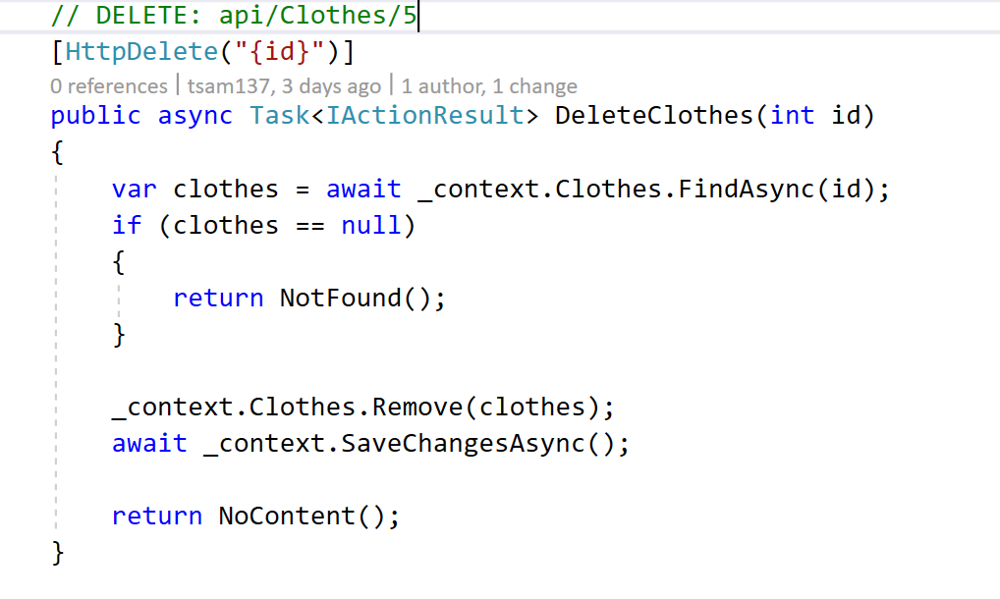 // DELETE: api/Clothes/5
[HttpDelete("{id}")]
0 references | tsam137, 3 days ago | 1 author, 1 change
public async Task<IActionResult> DeleteClothes(int id)
{
    var clothes = await _context.Clothes.FindAsync(id);
    if (clothes == null)
    {
        return NotFound();
    }

    _context.Clothes.Remove(clothes);
    await _context.SaveChangesAsync();

    return NoContent();
}